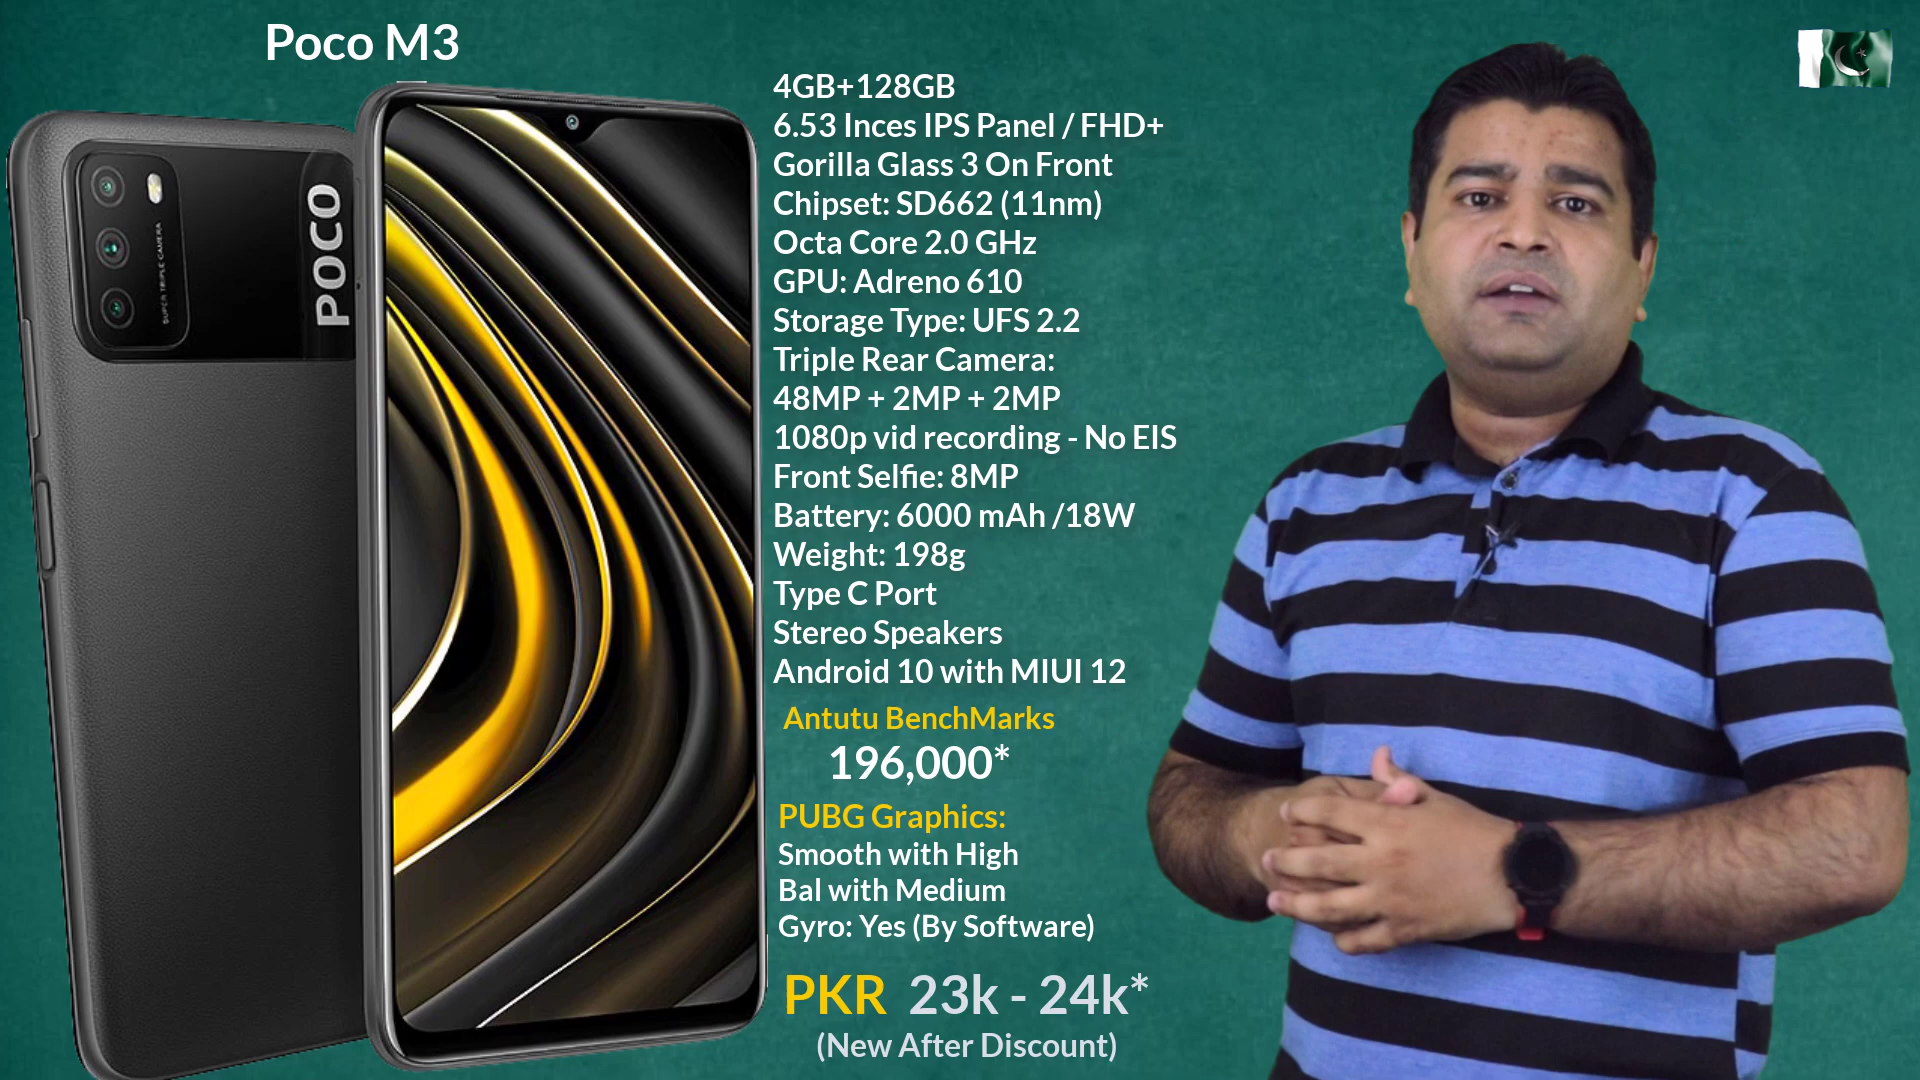 Poco M3
4GB+128GB
6.53 Inces IPS Panel / FHD+
Gorilla Glass 3 On Front
Chipset: SD662 (11nm)
Octa Core 2.0 GHz
GPU: Adreno 610
Storage Type: UFS 2.2
Triple Rear Camera:
48MP + 2MP + 2MP
1080p vid recording - No EIS
Front Selfie: 8MP
Battery: 6000 mAh /18W
Weight: 198g
Type C Port
Stereo Speakers
Android 10 with MIUI 12
Antutu BenchMarks
196,000*
PUBG Graphics:
Smooth with High
Bal with Medium
Gyro: Yes (By Software)
PKR 23k - 24k*
(New After Discount)
POCO
SUPER TRIPLE CAMERA